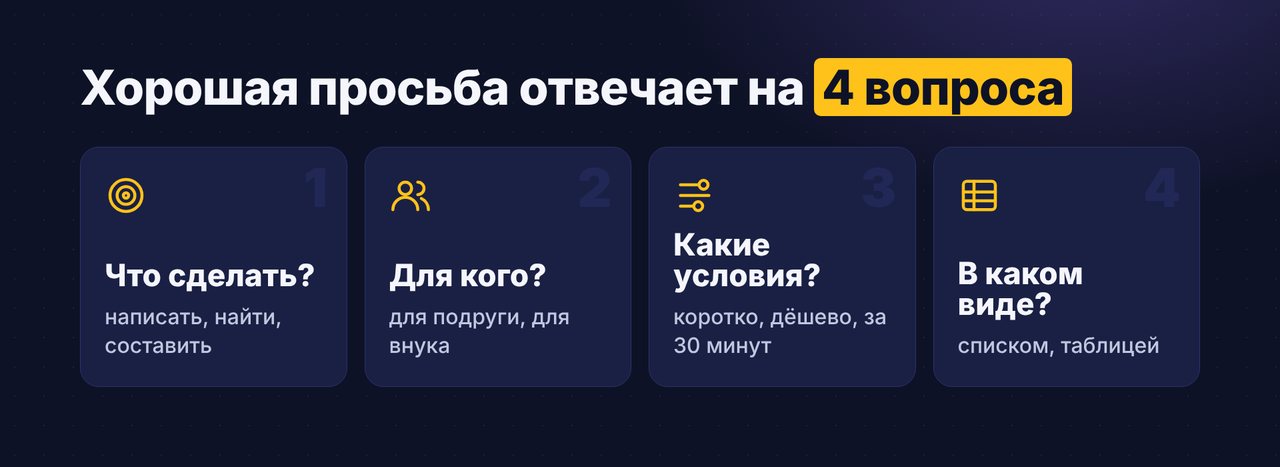 Хорошая просьба отвечает на 4 вопроса
1
Что сделать?
написать, найти,
составить
2
Для кого?
для подруги, для
внука
3
Какие
условия?
коротко, дёшево, за
30 минут
4
В каком
виде?
списком, таблицей